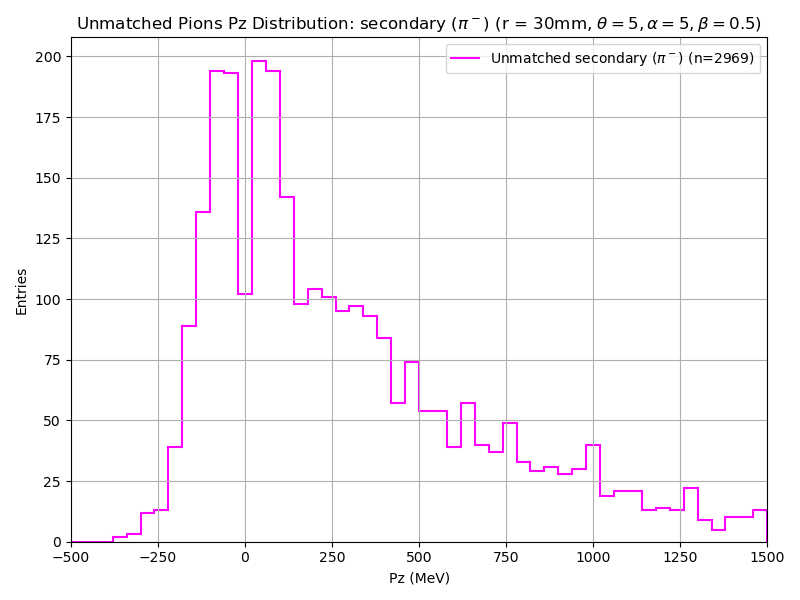 Unmatched Pions Pz Distribution: secondary (π⁻) (r = 30mm, θ = 5, α = 5, β = 0.5)
Unmatched secondary (π⁻) (n=2969)
200
175
150
125
100
75
50
25
0
Entries
−500 −250 0 250 500 750 1000 1250 1500
Pz (MeV)